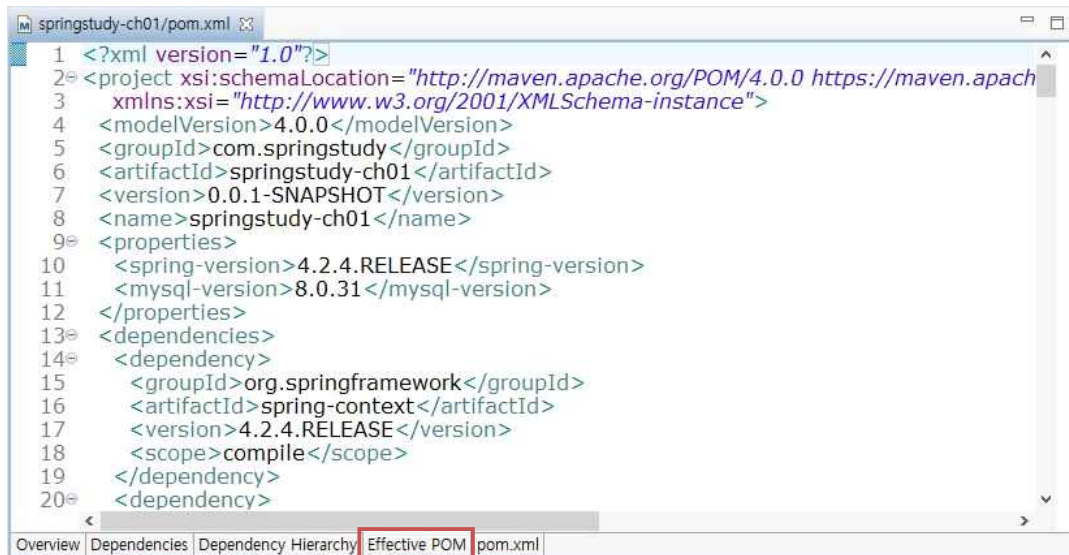 springstudy-ch01/pom.xml
1 <?xml version="1.0"?>
2 <project xsi:schemaLocation="http://maven.apache.org/POM/4.0.0 https://maven.apach
3 xmlns:xsi="http://www.w3.org/2001/XMLSchema-instance">
4 <modelVersion>4.0.0</modelVersion>
5 <groupId>com.springstudy</groupId>
6 <artifactId>springstudy-ch01</artifactId>
7 <version>0.0.1-SNAPSHOT</version>
8 <name>springstudy-ch01</name>
9 <properties>
10 <spring-version>4.2.4.RELEASE</spring-version>
11 <mysql-version>8.0.31</mysql-version>
12 </properties>
13 <dependencies>
14 <dependency>
15 <groupId>org.springframework</groupId>
16 <artifactId>spring-context</artifactId>
17 <version>4.2.4.RELEASE</version>
18 <scope>compile</scope>
19 </dependency>
20 <dependency>
Overview Dependencies Dependency Hierarchy Effective POM pom.xml